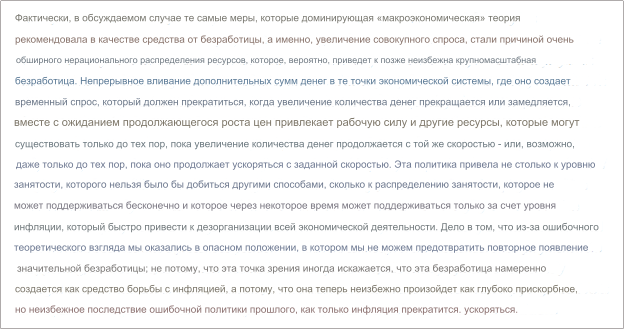 Фактически, в обсуждаемом случае те самые меры, которые доминирующая «макроэкономическая» теория
рекомендовала в качестве средства от безработицы, а именно, увеличение совокупного спроса, стали причиной очень
обширного нерационального распределения ресурсов, которое, вероятно, приведет к позже неизбежна крупномасштабная
безработица. Непрерывное вливание дополнительных сумм денег в те точки экономической системы, где оно создает
временный спрос, который должен прекратиться, когда увеличение количества денег прекращается или замедляется,
вместе с ожиданием продолжающегося роста цен привлекает рабочую силу и другие ресурсы, которые могут
существовать только до тех пор, пока увеличение количества денег продолжается с той же скоростью - или, возможно,
даже только до тех пор, пока оно продолжает ускоряться с заданной скоростью. Эта политика привела не столько к уровню
занятости, которого нельзя было бы добиться другими способами, сколько к распределению занятости, которое не
может поддерживаться бесконечно и которое через некоторое время может поддерживаться только за счет уровня
инфляции, который быстро привести к дезорганизации всей экономической деятельности. Дело в том, что из-за ошибочного
теоретического взгляда мы оказались в опасном положении, в котором мы не можем предотвратить повторное появление
значительной безработицы; не потому, что эта точка зрения иногда искажается, что эта безработица намеренно
создается как средство борьбы с инфляцией, а потому, что она теперь неизбежно произойдет как глубоко прискорбное,
но неизбежное последствие ошибочной политики прошлого, как только инфляция прекратится. ускоряться.